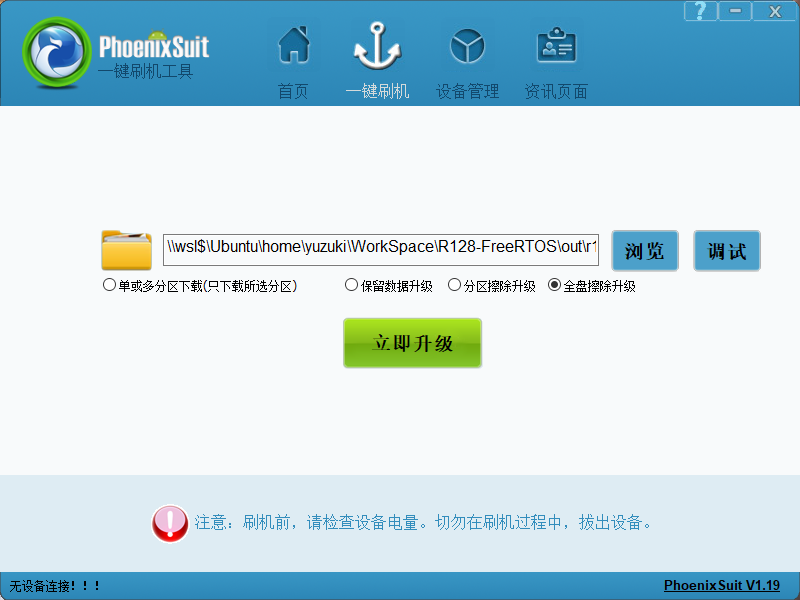 ?
PhoenixSuit
一键刷机工具
首页 一键刷机 设备管理 资讯页面
\\wsl$\Ubuntu\home\yuzuki\WorkSpace\R128-FreeRTOS\out\r1
浏览 调试
单或多分区下载(只下载所选分区) 保留数据升级 分区擦除升级 全盘擦除升级
立即升级
注意：刷机前，请检查设备电量。切勿在刷机过程中，拔出设备。
无设备连接！！！ PhoenixSuit V1.19